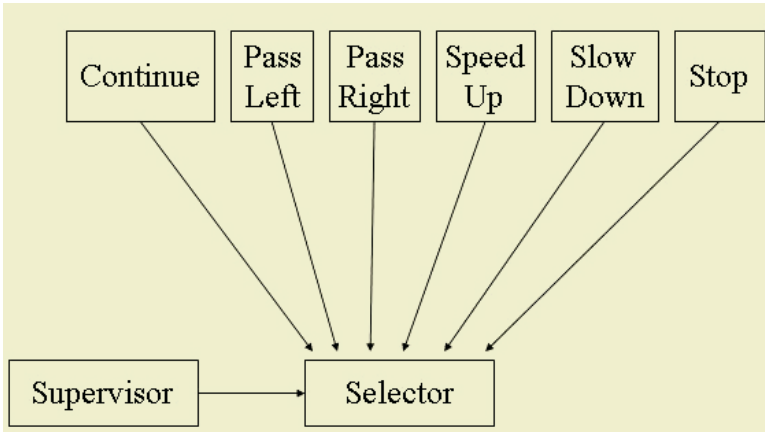 Continue
Pass
Left
Pass
Right
Speed
Up
Slow
Down
Stop
Supervisor
Selector